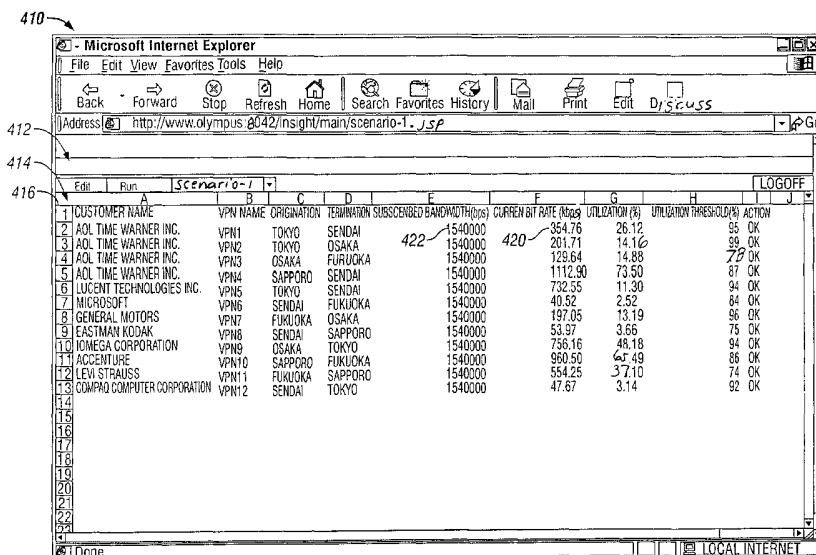 410
- Microsoft Internet Explorer
File Edit View Favorites Tools Help
Back Forward Stop Refresh Home Search Favorites History Mail Print Edit Discuss
Address http://www.olympus:8042/insight/main/scenario-1.jsp Go
412
414
Edit Run scenario-1 LOGOFF
416
A B C D E F G H I J
1 CUSTOMER NAME VPN NAME ORIGINATION TERMINATION SUBSCENBED BANDWIDTH(bps) CURREN BIT RATE (kbps) UTILIZATION (%) UTILIZATION THRESHOLD(%) ACTION
2 AOL TIME WARNER INC. VPN1 TOKYO SENDAI 1540000 354.76 26.12 95 OK
3 AOL TIME WARNER INC. VPN2 TOKYO OSAKA 422 1540000 420 201.71 14.16 99 OK
4 AOL TIME WARNER INC. VPN3 OSAKA FURUOKA 1540000 129.64 14.88 78 OK
5 AOL TIME WARNER INC. VPN4 SAPPORO SENDAI 1540000 1112.90 73.50 87 OK
6 LUCENT TECHNOLOGIES INC. VPN5 TOKYO SENDAI 1540000 732.55 11.30 94 OK
7 MICROSOFT VPN6 SENDAI FUKUOKA 1540000 40.52 2.52 84 OK
8 GENERAL MOTORS VPN7 FUKUOKA OSAKA 1540000 197.05 13.19 96 OK
9 EASTMAN KODAK VPN8 SENDAI SAPPORO 1540000 53.97 3.66 75 OK
10 IOMEGA CORPORATION VPN9 OSAKA TOKYO 1540000 756.16 48.18 94 OK
11 ACCENTURE VPN10 SAPPORO FUKUOKA 1540000 960.50 65.49 86 OK
12 LEVI STRAUSS VPN11 FUKUOKA SAPPORO 1540000 554.25 37.10 74 OK
13 COMPAQ COMPUTER CORPORATION VPN12 SENDAI TOKYO 1540000 47.67 3.14 92 OK
14
15
16
17
18
19
20
21
22
23
Done LOCAL INTERNET